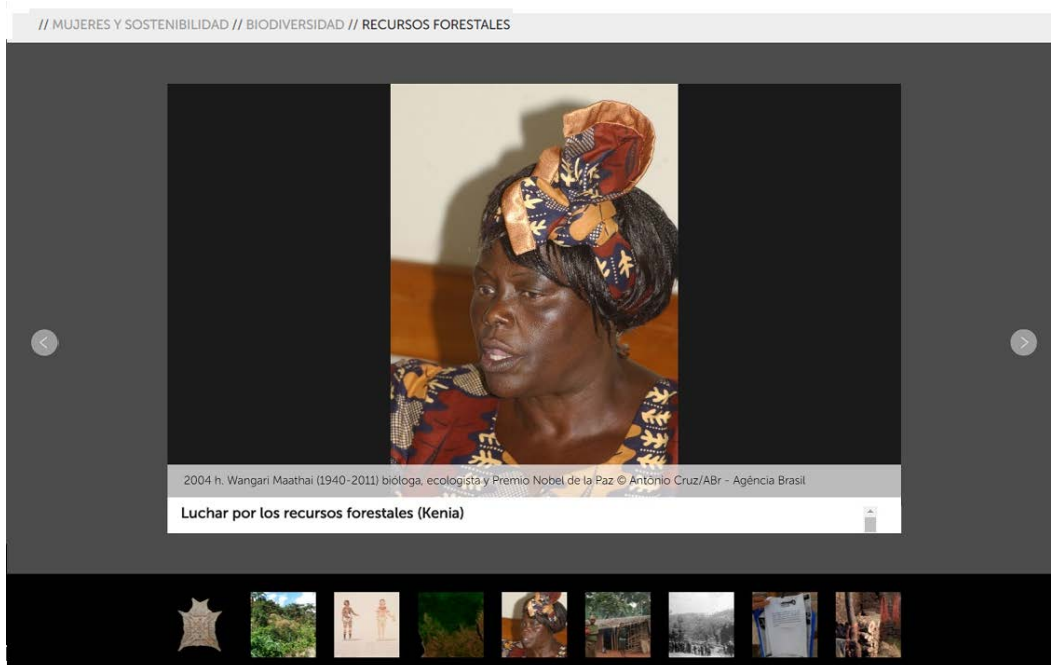 // MUJERES Y SOSTENIBILIDAD // BIODIVERSIDAD // RECURSOS FORESTALES
2004 h. Wangari Maathai (1940-2011) bióloga, ecologista y Premio Nobel de la Paz © Antônio Cruz/ABr - Agência Brasil
Luchar por los recursos forestales (Kenia)